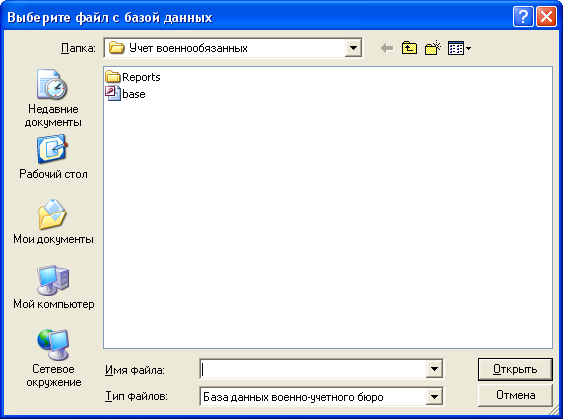 Выберите файл с базой данных
Папка:
Учет военнообязанных
Reports
base
Недавние
документы
Рабочий стол
Мои документы
Мой компьютер
Сетевое
окружение
Имя файла:
Открыть
Тип файлов:
База данных военно-учетного бюро
Отмена